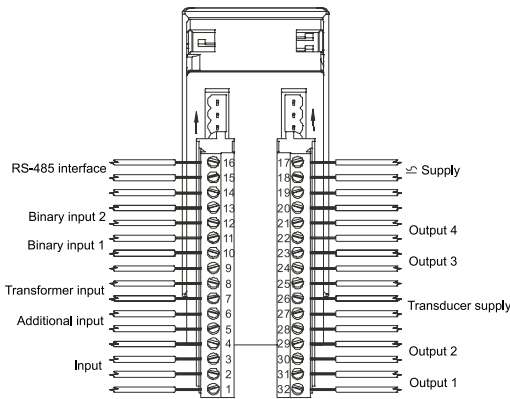 RS-485 interface 16 17 Supply
15 18
14 19
13 20
Binary input 2 12 21
11 22 Output 4
Binary input 1 10 23
9 24 Output 3
8 25
Transformer input 7 26 Transducer supply
6 27
Additional input 5 28
4 29
3 30 Output 2
Input 2 31
1 32 Output 1